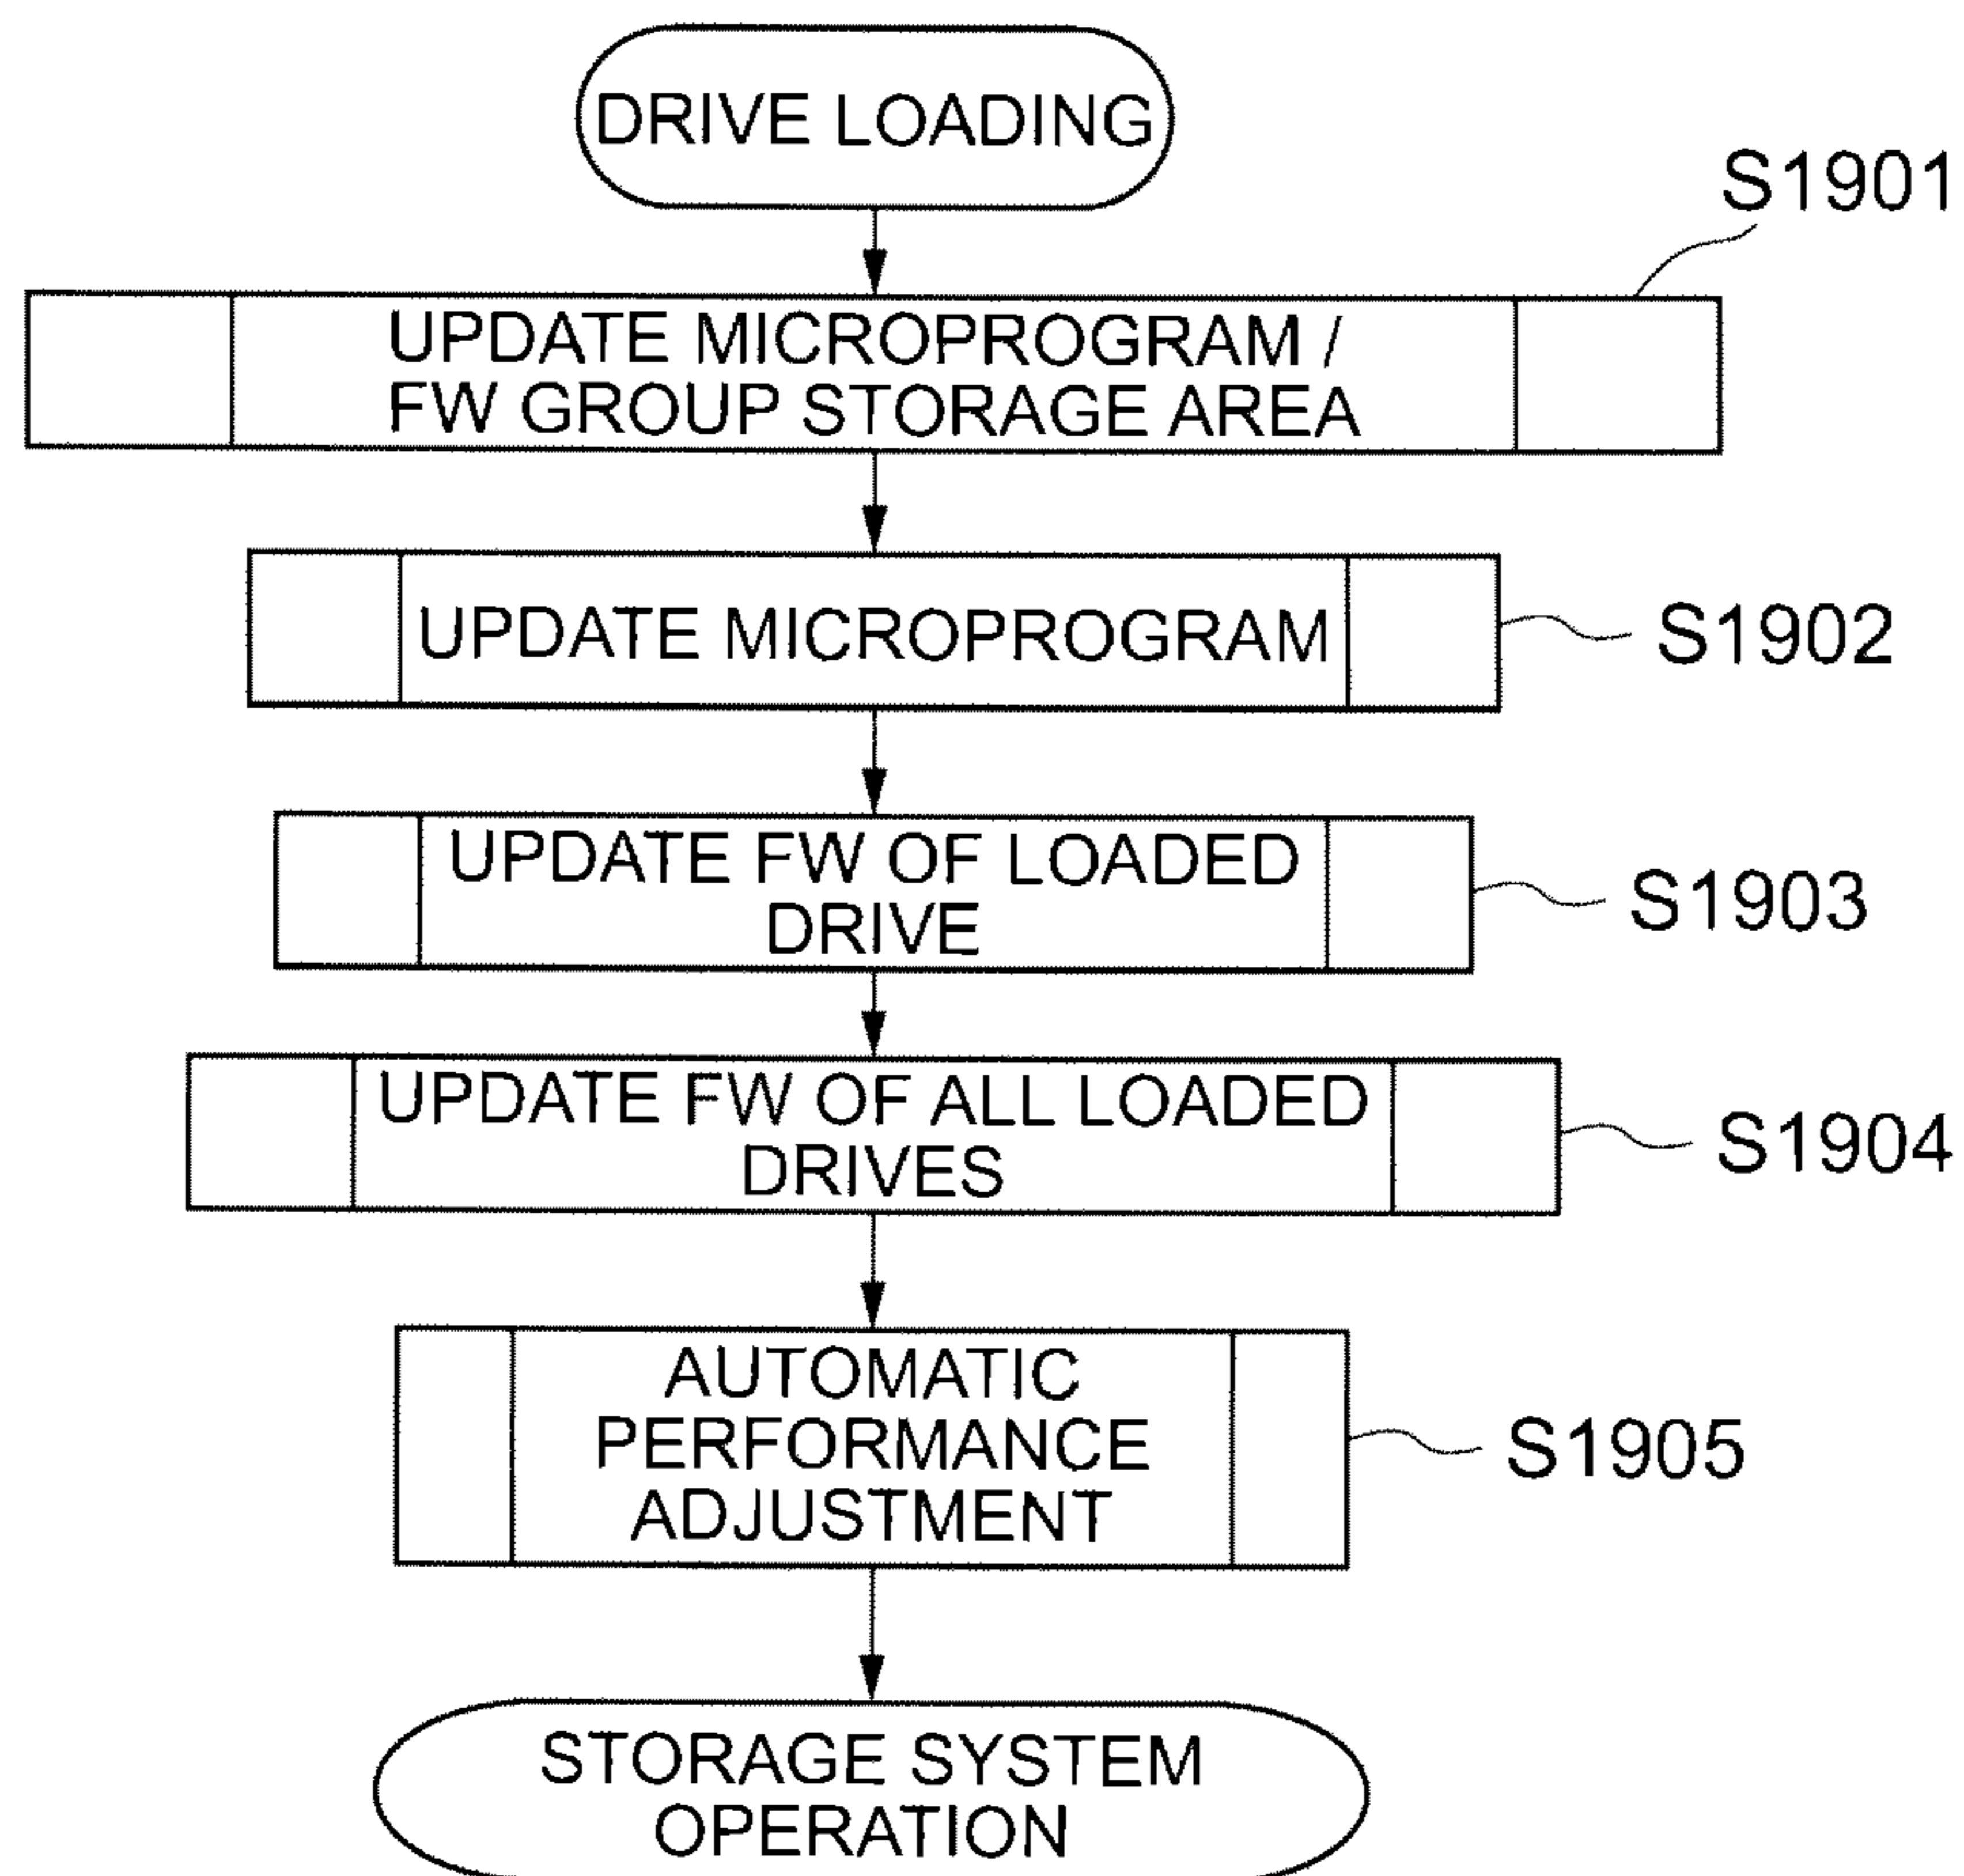 DRIVE LOADING
S1901
UPDATE MICROPROGRAM /
FW GROUP STORAGE AREA
UPDATE MICROPROGRAM
S1902
UPDATE FW OF LOADED
DRIVE
S1903
UPDATE FW OF ALL LOADED
DRIVES
S1904
AUTOMATIC
PERFORMANCE
ADJUSTMENT
S1905
STORAGE SYSTEM
OPERATION